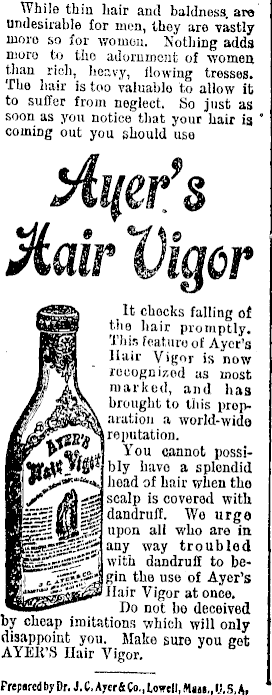 While thin hair and baldness are
undesirable for men, they are vastly
more so for women. Nothing adds
more to the adornment of women
than rich, heavy, flowing tresses.
The hair is too valuable to allow it
to suffer from neglect. So just as
soon as you notice that your hair is
coming out you should use
Ayer's
Hair Vigor
It checks falling of
the hair promptly.
This feature of Ayer's
Hair Vigor is now
recognized as most
marked, and has
brought to this prep-
aration a world-wide
reputation.
You cannot possi-
bly have a splendid
head of hair when the
scalp is covered with
dandruff. We urge
upon all who are in
any way troubled
with dandruff to be-
gin the use of Ayer's
Hair Vigor at once.
AYER'S
Hair Vigor
J. C. AYER & CO.
Do not be deceived
by cheap imitations which will only
disappoint you. Make sure you get
AYER'S Hair Vigor.
Prepared by Dr. J. C. Ayer & Co., Lowell, Mass., U.S.A.